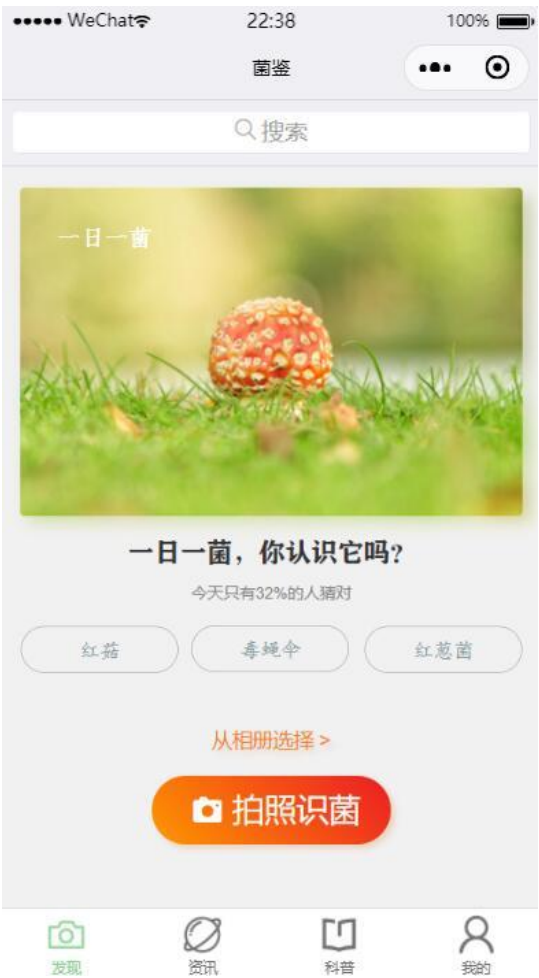 ●●●●● WeChat 22:38 100%
菌鉴
搜索
一日一菌
一日一菌，你认识它吗？
今天只有32%的人猜对
红菇 毒蝇伞 红葱菌
从相册选择 >
拍照识菌
发现 资讯 科普 我的